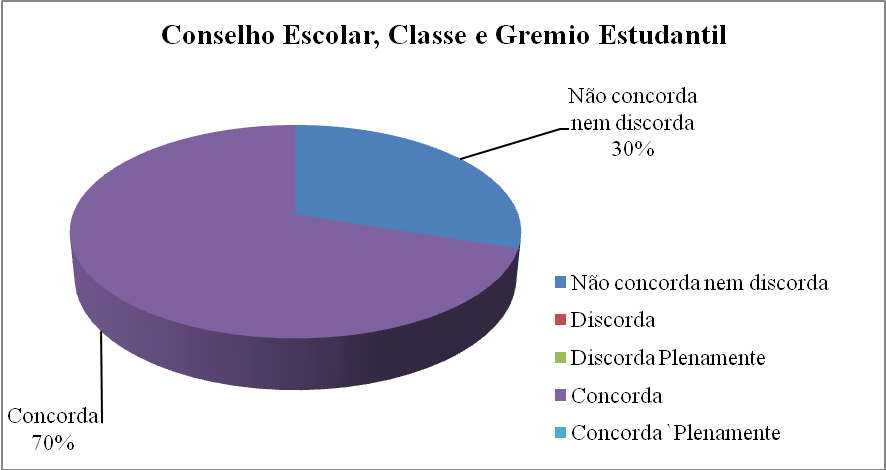 Conselho Escolar, Classe e Gremio Estudantil
Não concorda
nem discorda
30%
Concorda
70%
Não concorda nem discorda
Discorda
Discorda Plenamente
Concorda
Concorda `Plenamente